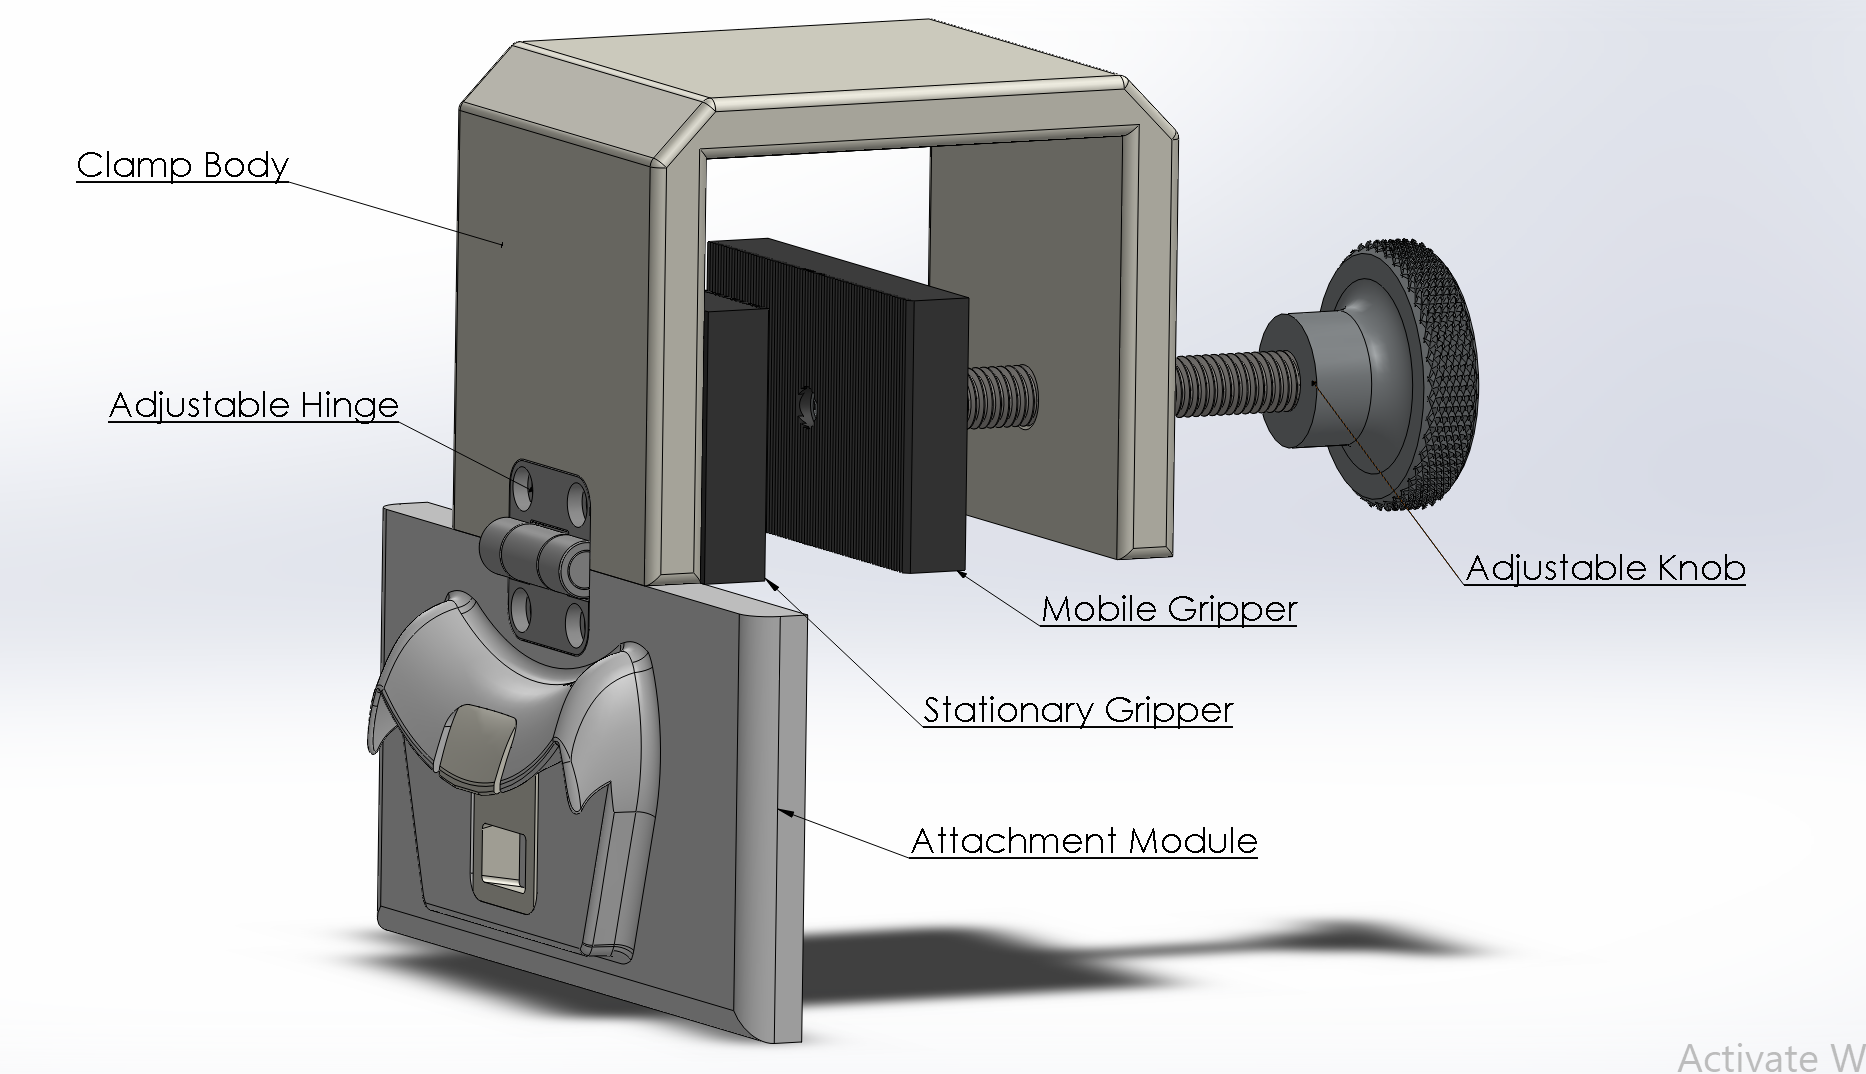 Clamp Body
Adjustable Hinge
Adjustable Knob
Mobile Gripper
Stationary Gripper
Attachment Module
Activate W